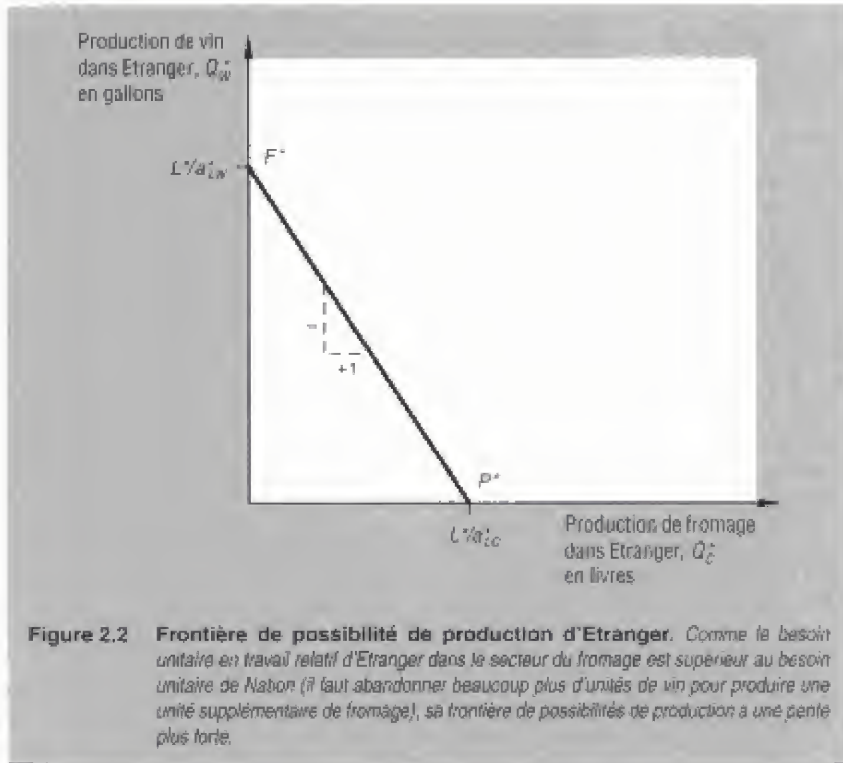 Production de vin
dans Etranger, Q*W
en gallons
L*/a*LW
F*
–
+1
P*
L*/a*LC
Production de fromage
dans Etranger, Q*C
en livres
Figure 2.2 Frontière de possibilité de production d'Etranger. Comme le besoin
unitaire en travail relatif d'Etranger dans le secteur du fromage est supérieur au besoin
unitaire de Nation (il faut abandonner beaucoup plus d'unités de vin pour produire une
unité supplémentaire de fromage), sa frontière de possibilités de production a une pente
plus forte.